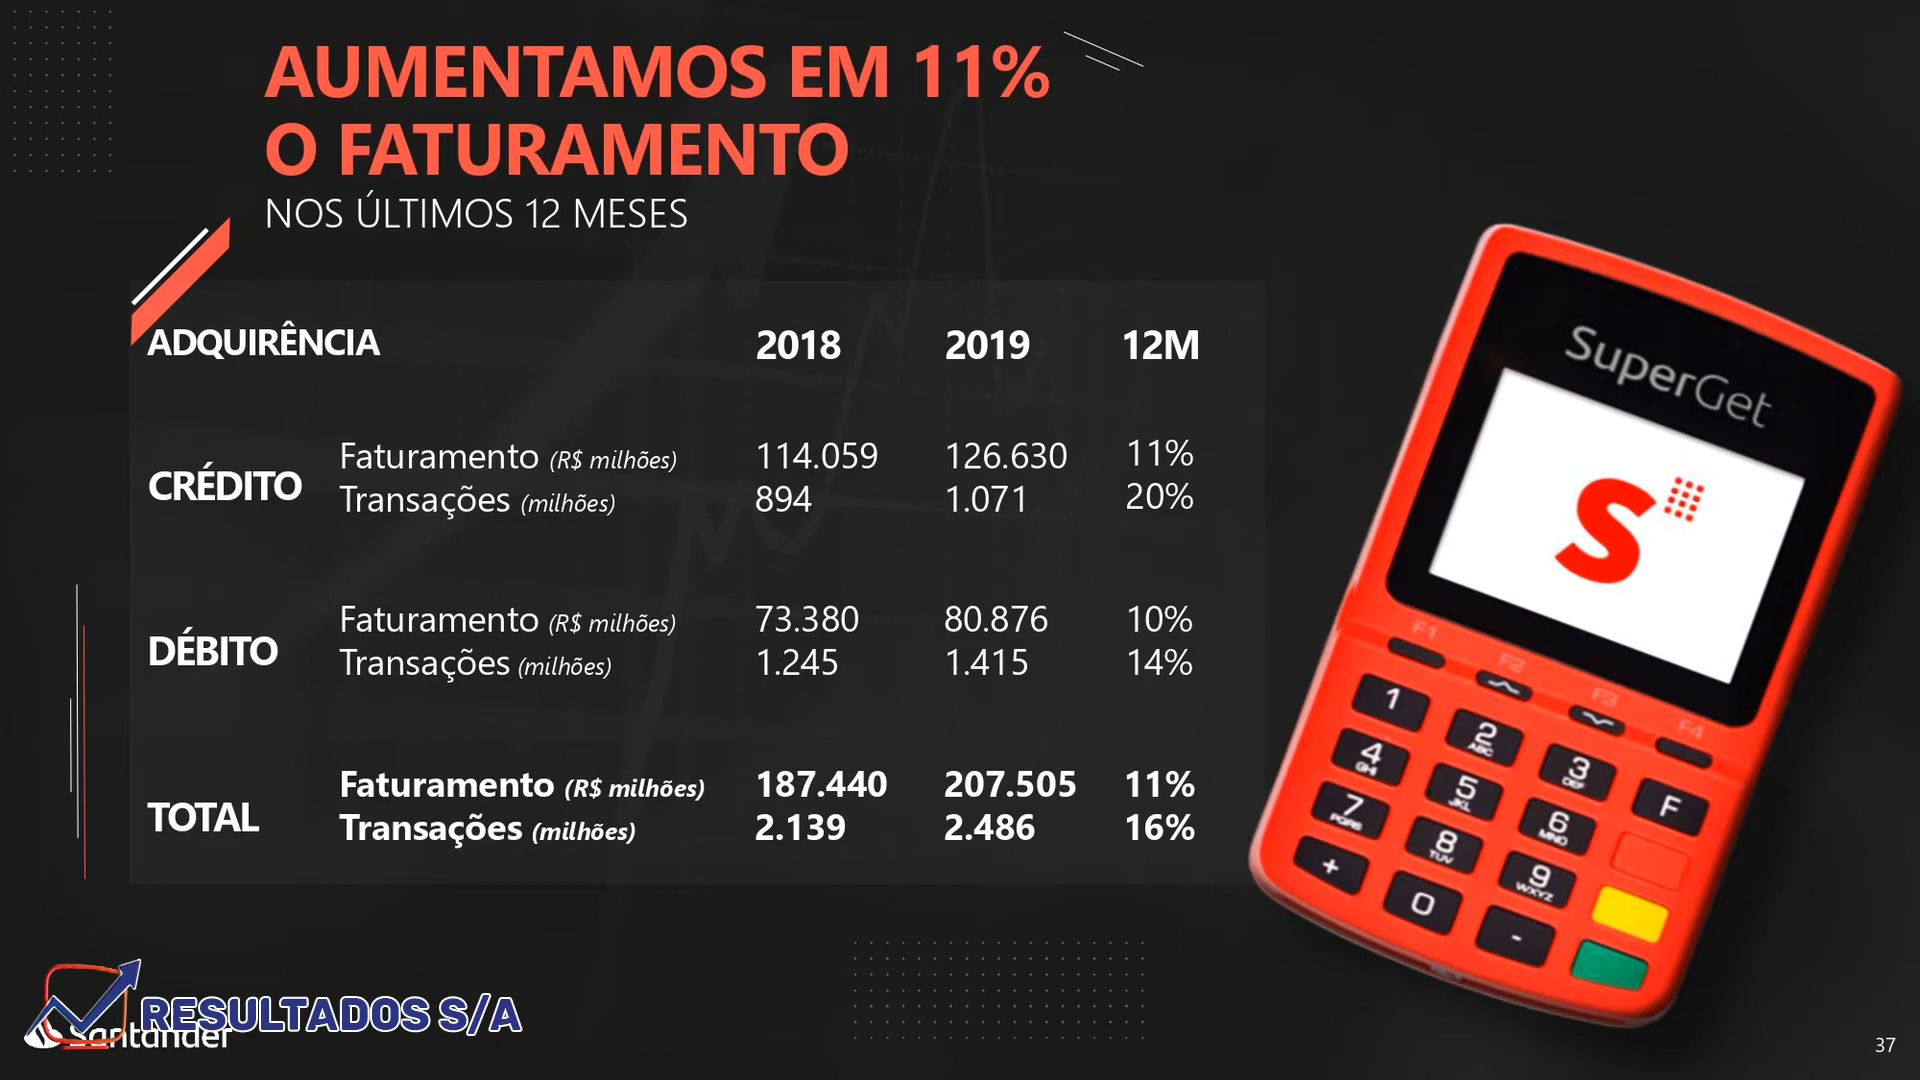 AUMENTAMOS EM 11%
O FATURAMENTO
NOS ÚLTIMOS 12 MESES
ADQUIRÊNCIA 2018 2019 12M
CRÉDITO
Faturamento (R$ milhões) 114.059 126.630 11%
Transações (milhões) 894 1.071 20%
DÉBITO
Faturamento (R$ milhões) 73.380 80.876 10%
Transações (milhões) 1.245 1.415 14%
TOTAL
Faturamento (R$ milhões) 187.440 207.505 11%
Transações (milhões) 2.139 2.486 16%
SuperGet
S
F1 F2 F3 F4
1 2 ABC 3 DEF F
4 GHI 5 JKL 6 MNO
7 PQRS 8 TUV 9 WXYZ
+ 0 -
RESULTADOS S/A
Santander
37